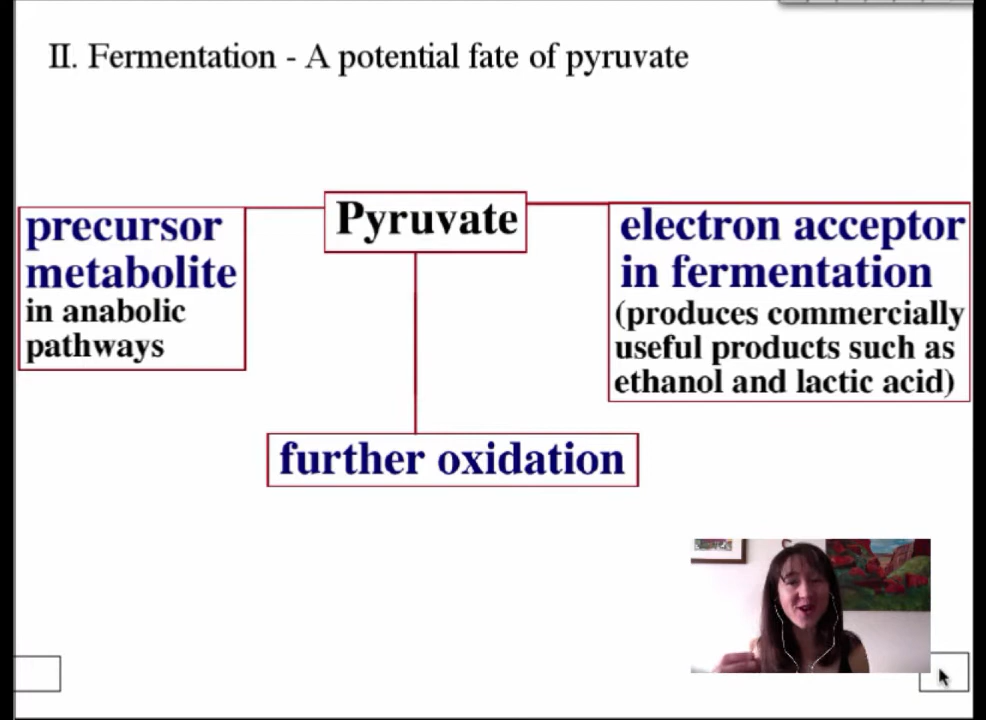 II. Fermentation - A potential fate of pyruvate
Pyruvate
precursor
metabolite
in anabolic
pathways
electron acceptor
in fermentation
(produces commercially
useful products such as
ethanol and lactic acid)
further oxidation